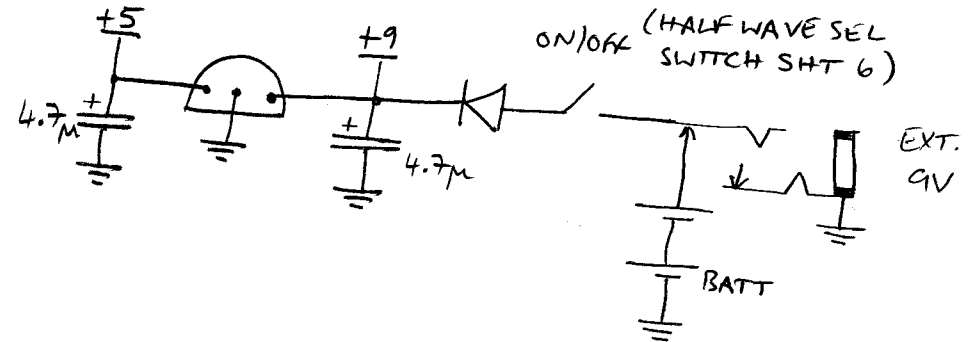 +5
+9
ON/OFF (HALF WAVE SEL
SWITCH SHT 6)
4.7μ
+
+
4.7μ
EXT.
9V
BATT